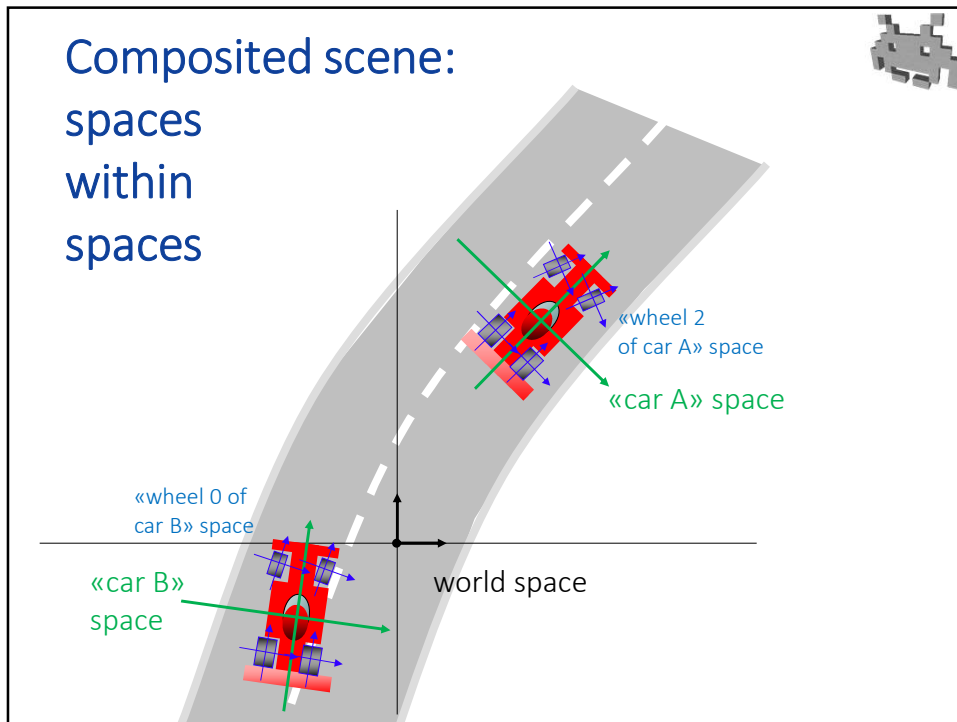 Composited scene:
spaces
within
spaces
«wheel 2
of car A» space
«car A» space
«wheel 0 of
car B» space
«car B»
space
world space